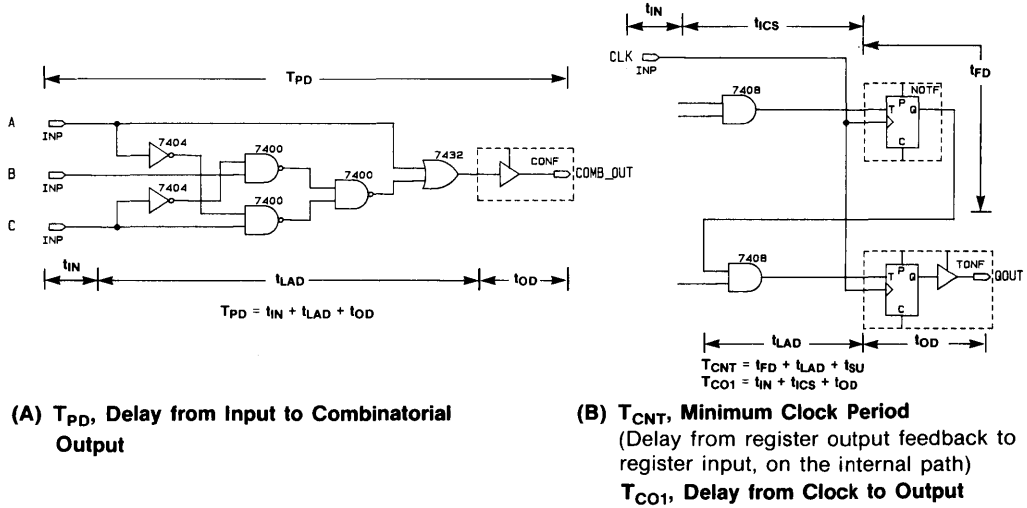 TPD
A
INP
7404
7400
7432
CONF
COMB_OUT
B
INP
7404
7400
7400
C
INP
tIN
tLAD
tOD
TPD = tIN + tLAD + tOD
(A) TPD, Delay from Input to Combinatorial
Output
tIN
tICS
CLK
INP
tFD
7408
NOTF
T P Q
C
7408
TONF
T P Q
QOUT
C
tLAD
tOD
TCNT = tFD + tLAD + tSU
TCO1 = tIN + tICS + tOD
(B) TCNT, Minimum Clock Period
(Delay from register output feedback to
register input, on the internal path)
TCO1, Delay from Clock to Output